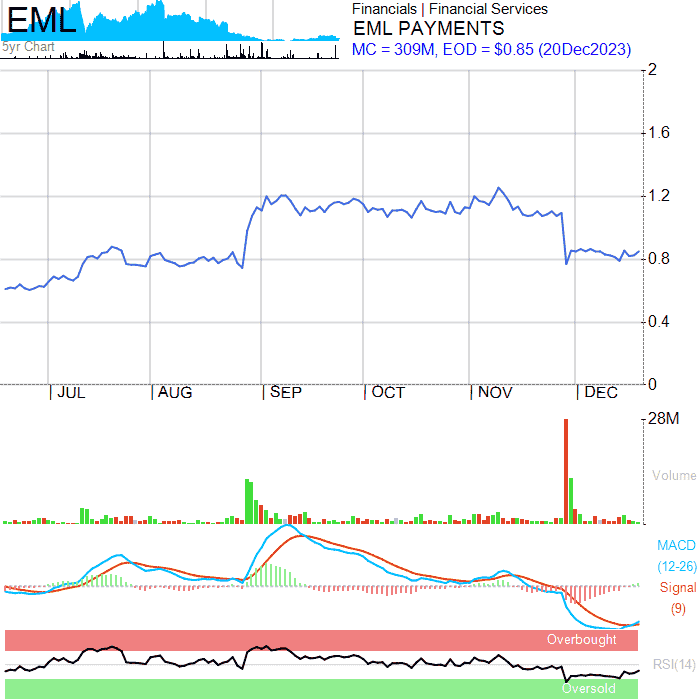 EML
5yr Chart
Financials | Financial Services
EML PAYMENTS
MC = 309M, EOD = $0.85 (20Dec2023)
2
1.6
1.2
0.8
0.4
0
JUL AUG SEP OCT NOV DEC
28M
Volume
MACD
(12-26)
Signal
(9)
Overbought
RSI(14)
Oversold